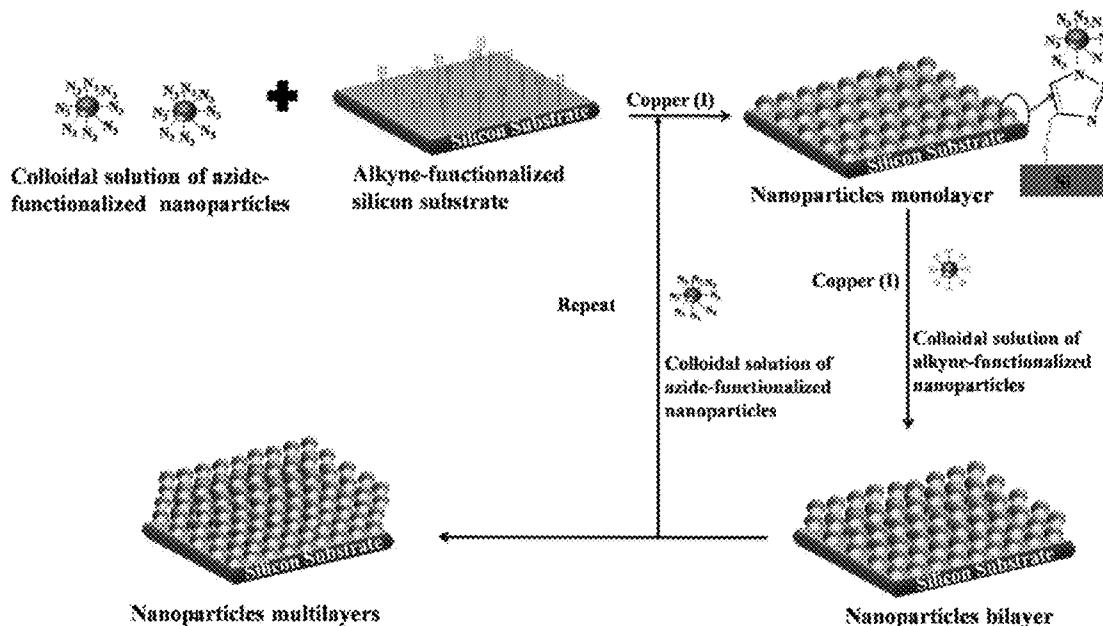 Colloidal solution of azide-
functionalized nanoparticles
Silicon Substrate
Alkyne-functionalized
silicon substrate
Copper (I)
Silicon Substrate
Nanoparticles monolayer
N
N
Repeat
Colloidal solution of
azide-functionalized
nanoparticles
Copper (I)
Colloidal solution of
alkyne-functionalized
nanoparticles
Silicon Substrate
Nanoparticles multilayers
Silicon Substrate
Nanoparticles bilayer